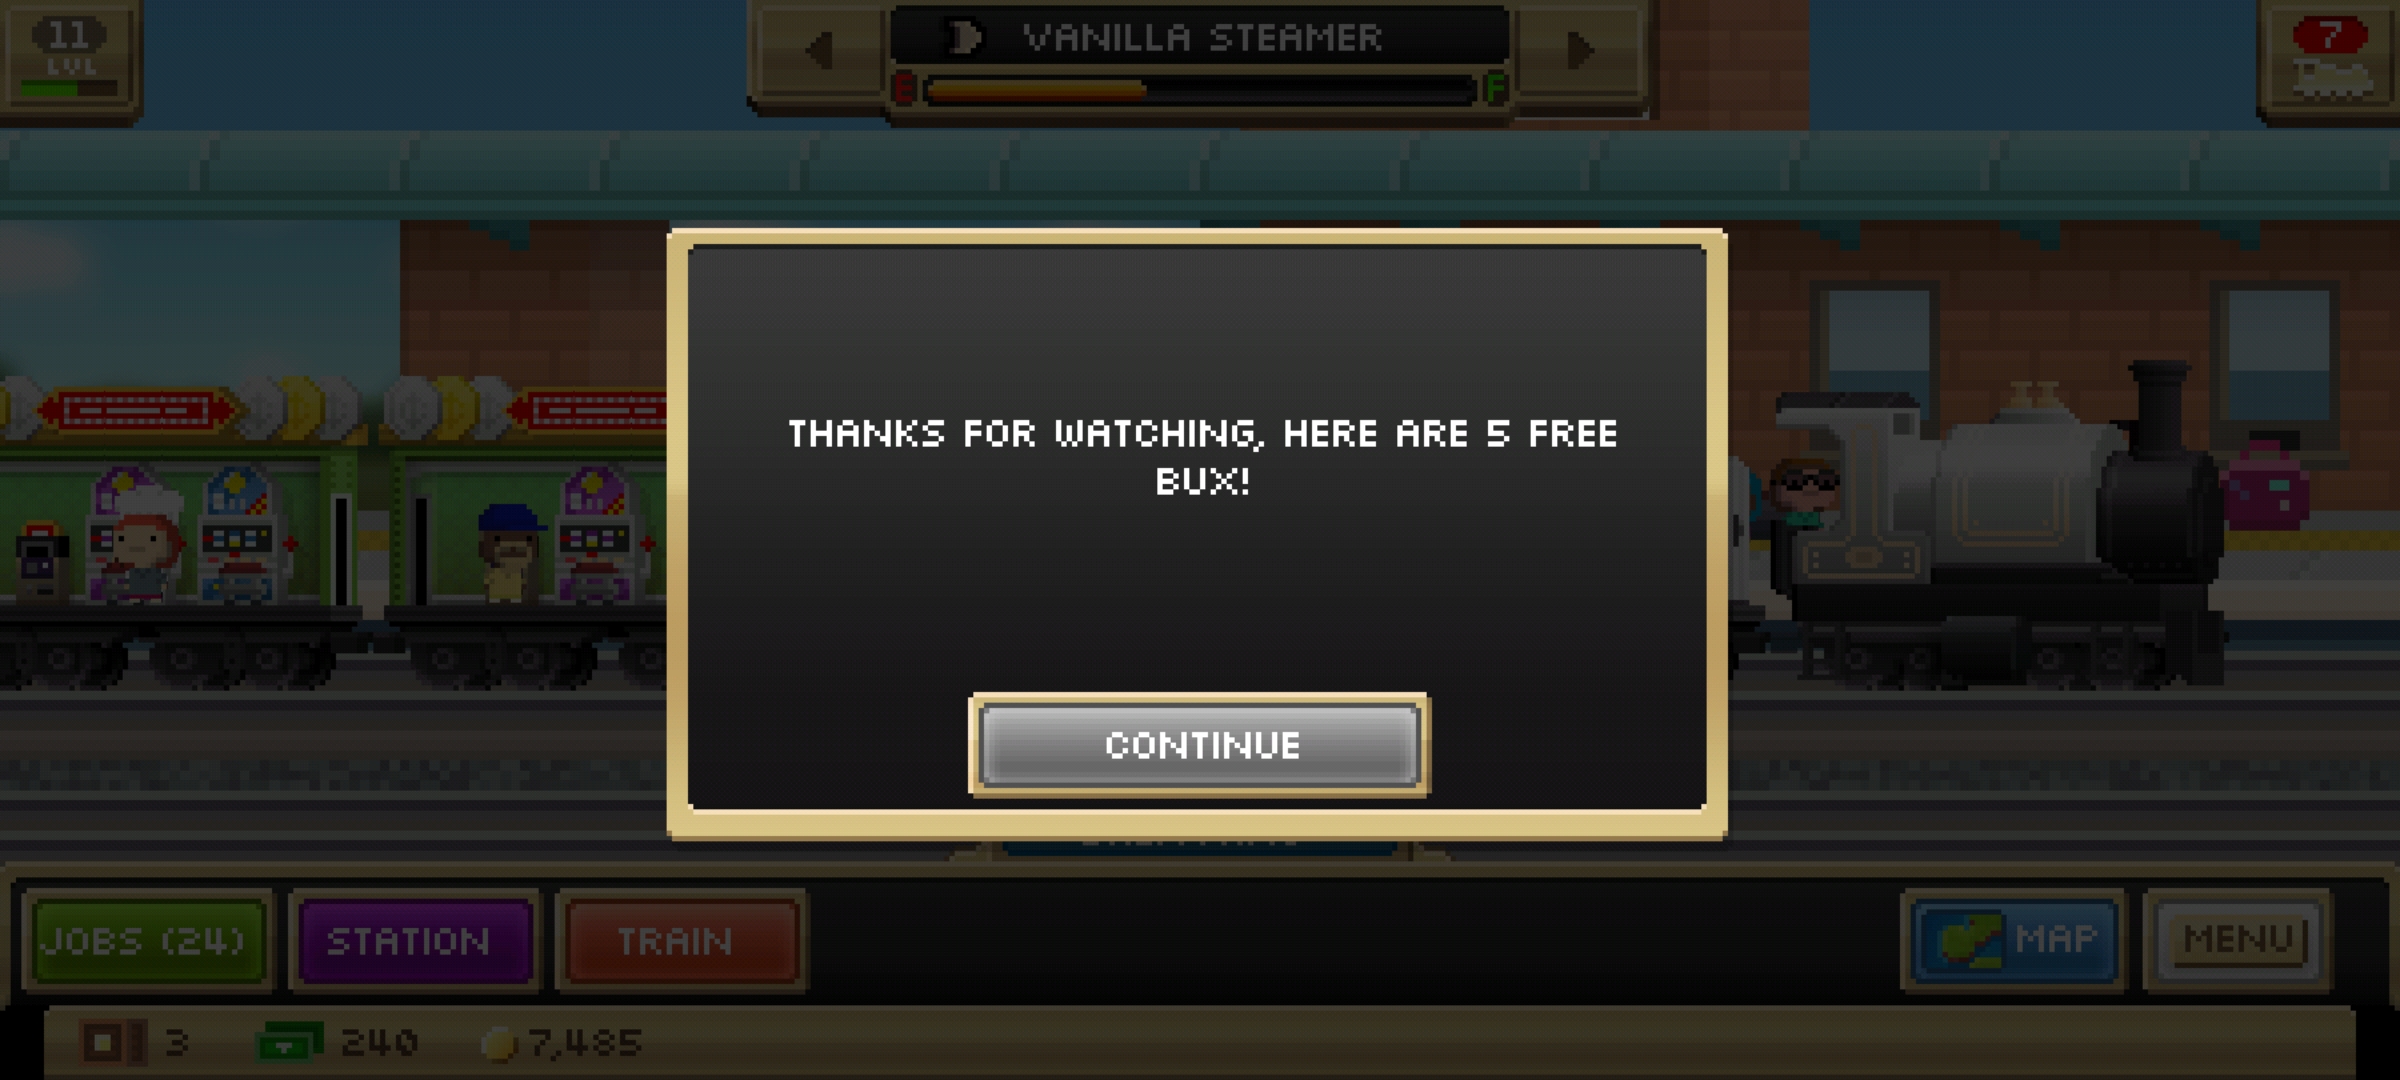 11
LVL
VANILLA STEAMER
E
F
7
THANKS FOR WATCHING, HERE ARE 5 FREE
BUX!
CONTINUE
JOBS (24)
STATION
TRAIN
MAP
MENU
3
240
7,485